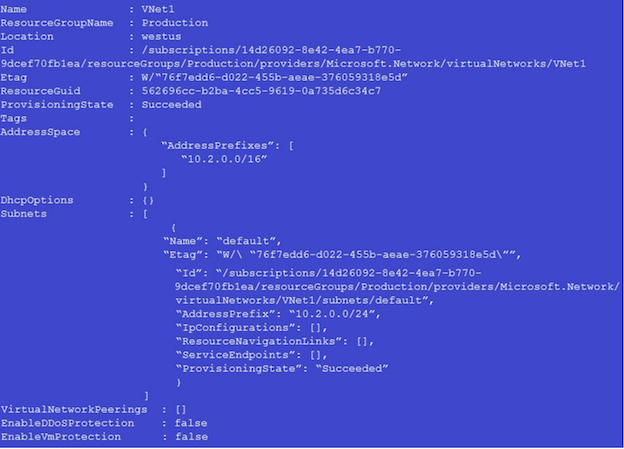 Name : VNet1
ResourceGroupName : Production
Location : westus
Id : /subscriptions/14d26092-8e42-4ea7-b770-
9dcef70fb1ea/resourceGroups/Production/providers/Microsoft.Network/virtualNetworks/VNet1
Etag : W/“76f7edd6-d022-455b-aeae-376059318e5d”
ResourceGuid : 562696cc-b2ba-4cc5-9619-0a735d6c34c7
ProvisioningState : Succeeded
Tags :
AddressSpace : {
“AddressPrefixes”: [
“10.2.0.0/16”
]
}
DhcpOptions : {}
Subnets : [
{
“Name”: “default”,
“Etag”: “W/\ “76f7edd6-d022-455b-aeae-376059318e5d\””,
“Id”: “/subscriptions/14d26092-8e42-4ea7-b770-
9dcef70fb1ea/resourceGroups/Production/providers/Microsoft.Network/
virtualNetworks/VNet1/subnets/default”,
“AddressPrefix”: “10.2.0.0/24”,
“IpConfigurations”: [],
“ResourceNavigationLinks”: [],
“ServiceEndpoints”: [],
“ProvisioningState”: “Succeeded”
}
]
VirtualNetworkPeerings : []
EnableDDoSProtection : false
EnableVmProtection : false